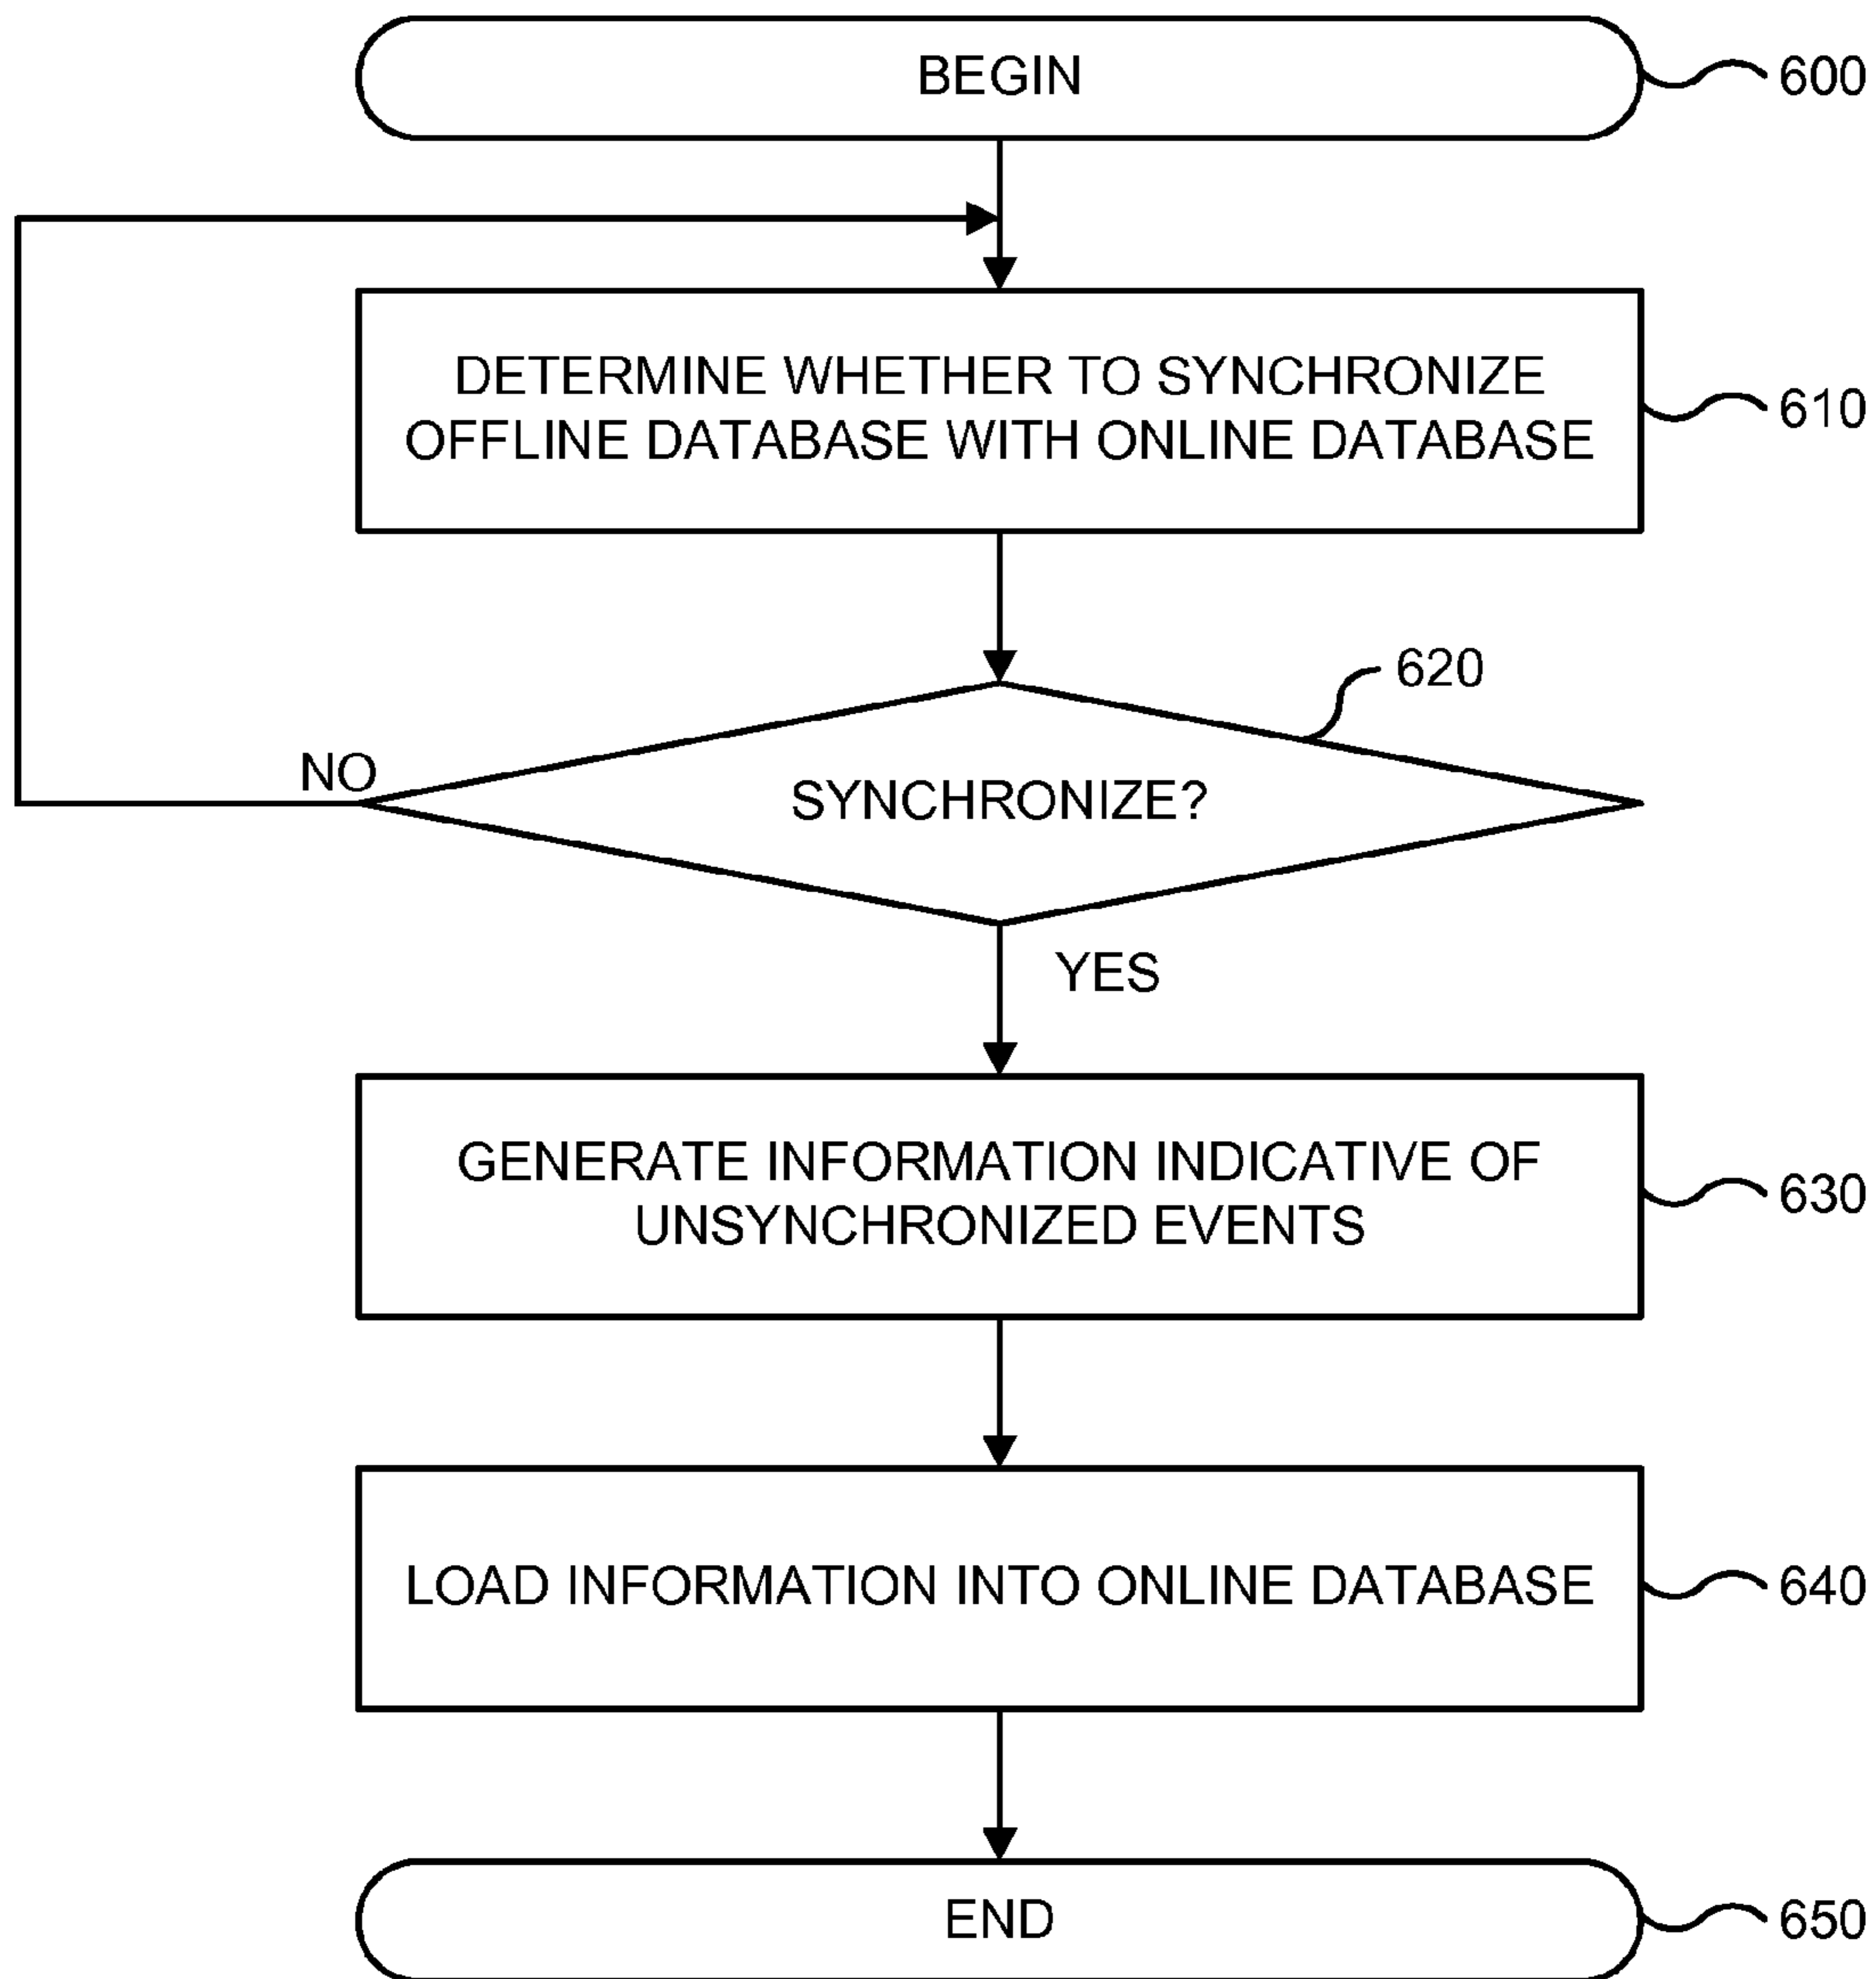 BEGIN
600
DETERMINE WHETHER TO SYNCHRONIZE
OFFLINE DATABASE WITH ONLINE DATABASE
610
620
NO
SYNCHRONIZE?
YES
GENERATE INFORMATION INDICATIVE OF
UNSYNCHRONIZED EVENTS
630
LOAD INFORMATION INTO ONLINE DATABASE
640
END
650